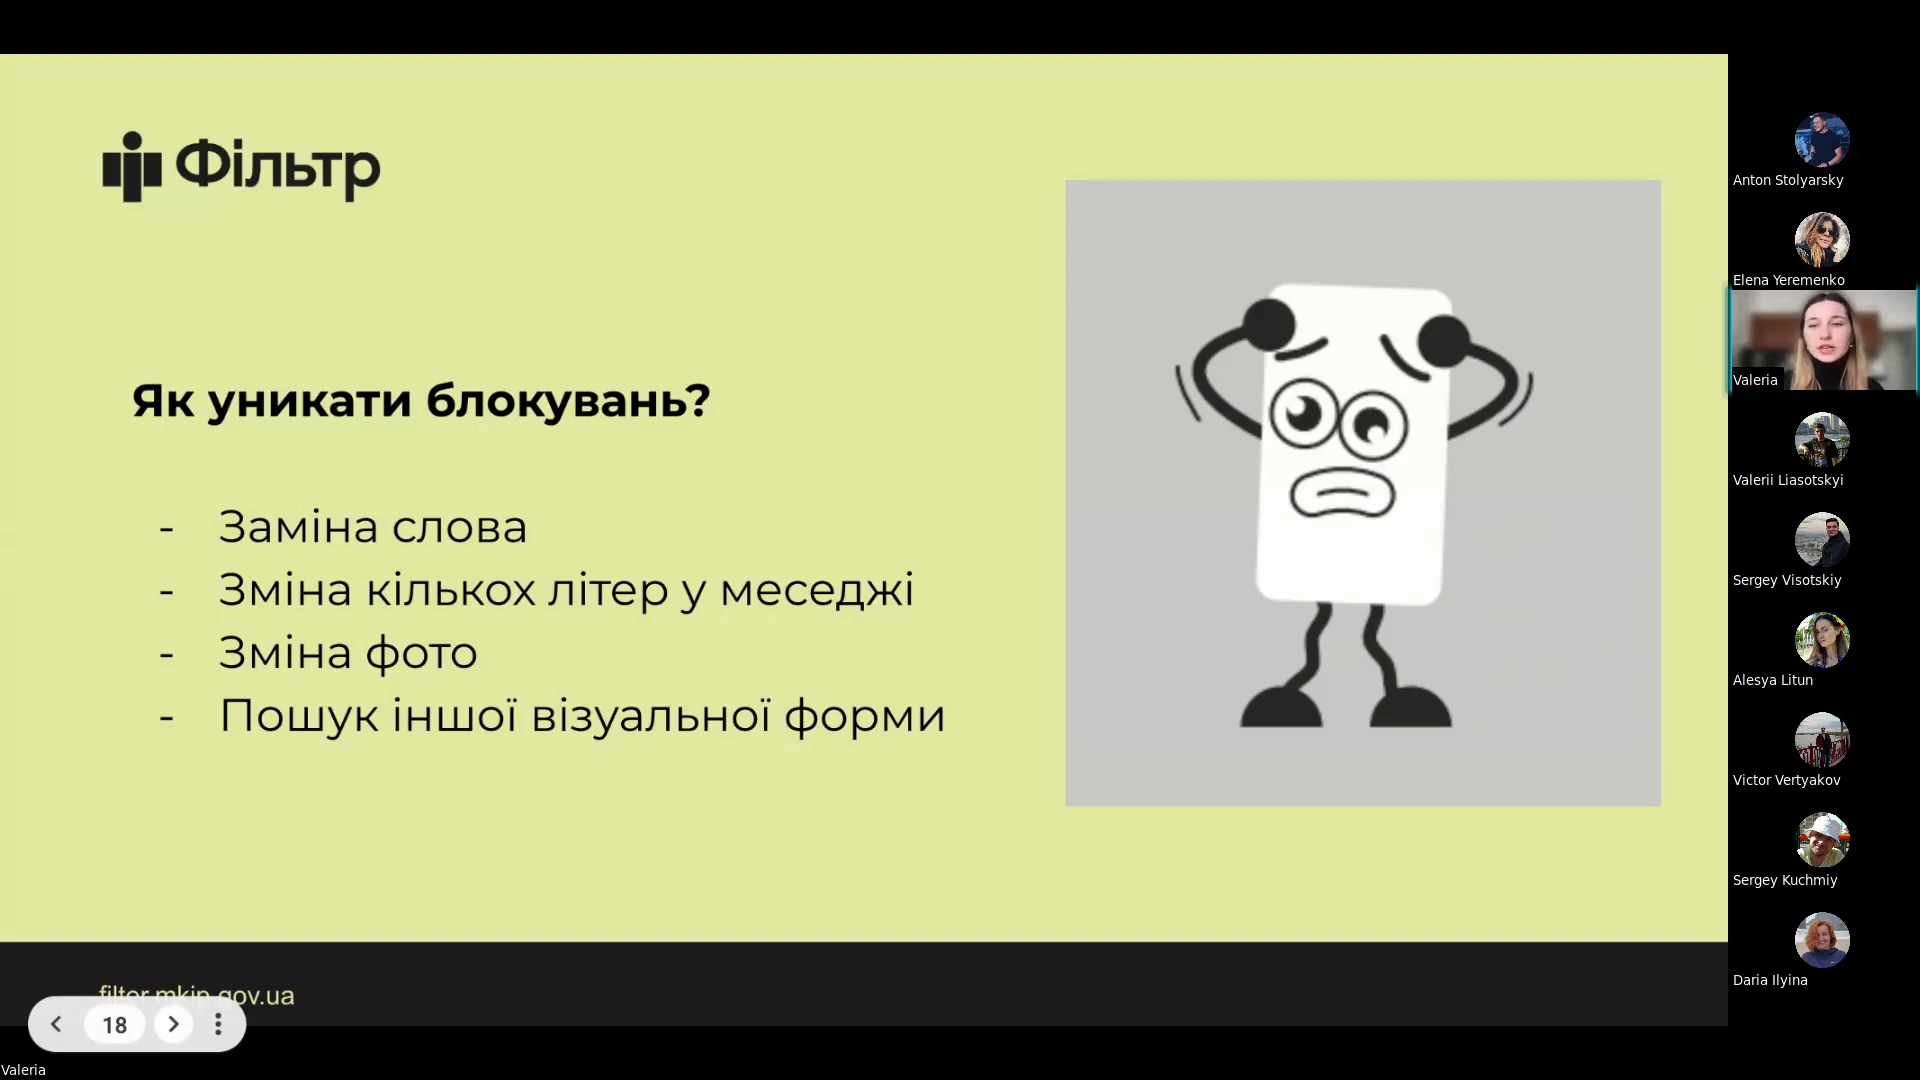 Фільтр
Як уникати блокувань?
- Заміна слова
- Зміна кількох літер у меседжі
- Зміна фото
- Пошук іншої візуальної форми
filter.mkip.gov.ua
18
Valeria
Anton Stolyarsky
Elena Yeremenko
Valeria
Valerii Liasotskyi
Sergey Visotskiy
Alesya Litun
Victor Vertyakov
Sergey Kuchmiy
Daria Ilyina